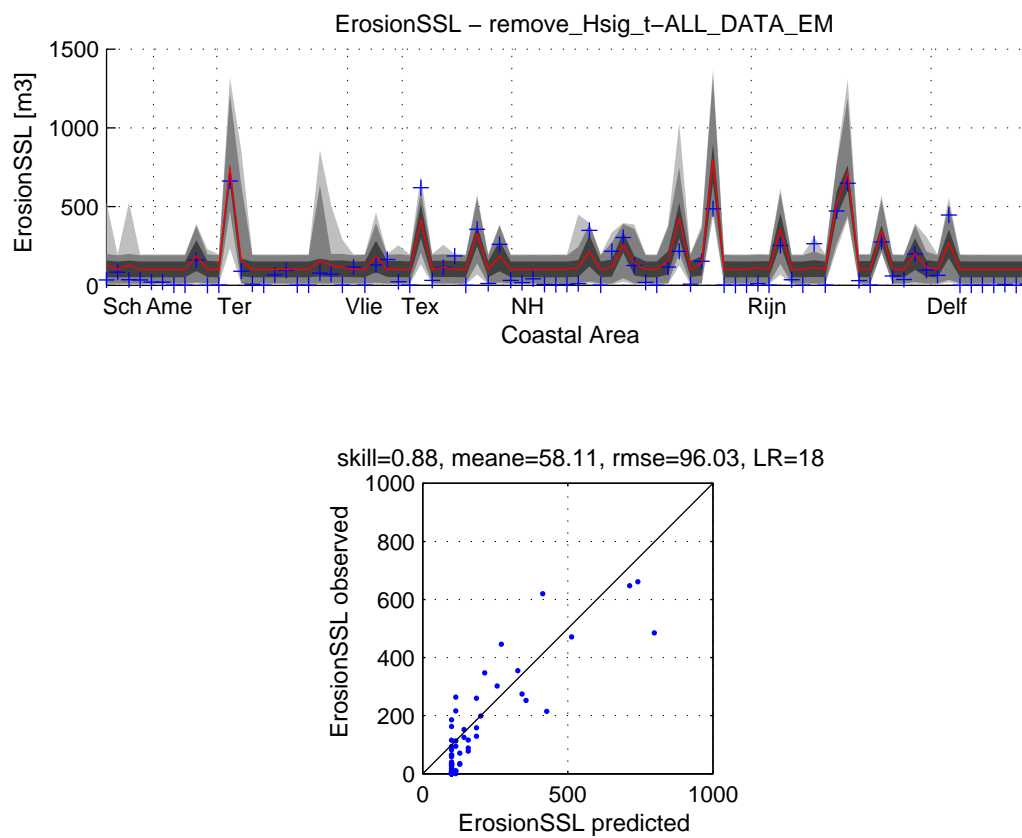 ErosionSSL – remove_Hsig_t–ALL_DATA_EM
1500
1000
500
0
ErosionSSL [m3]
Sch Ame Ter Vlie Tex NH Rijn Delf
Coastal Area
skill=0.88, meane=58.11, rmse=96.03, LR=18
1000
800
600
400
200
0
ErosionSSL observed
0 500 1000
ErosionSSL predicted